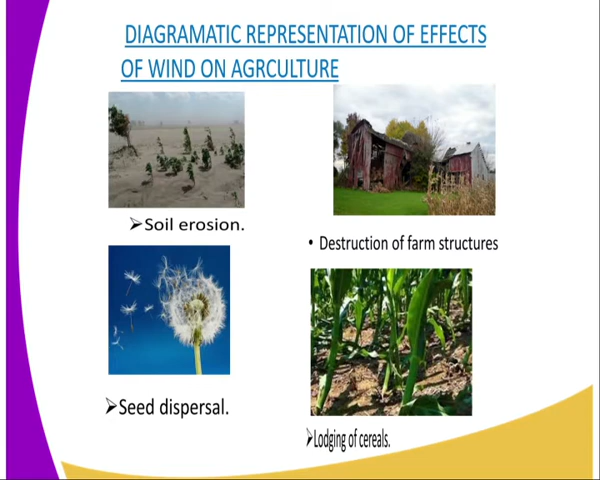 DIAGRAMATIC REPRESENTATION OF EFFECTS
OF WIND ON AGRCULTURE
➢Soil erosion.
• Destruction of farm structures
➢Seed dispersal.
➢Lodging of cereals.